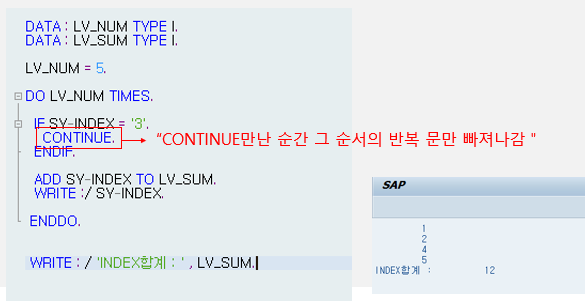 DATA : LV_NUM TYPE I.
DATA : LV_SUM TYPE I.
LV_NUM = 5.
DO LV_NUM TIMES.
IF SY-INDEX = '3'.
CONTINUE.
"CONTINUE만난 순간 그 순서의 반복 문만 빠져나감 "
ENDIF.
ADD SY-INDEX TO LV_SUM.
WRITE :/ SY-INDEX.
ENDDO.
WRITE : / 'INDEX합계 : ' , LV_SUM.
SAP
1
2
4
5
INDEX합계 : 12